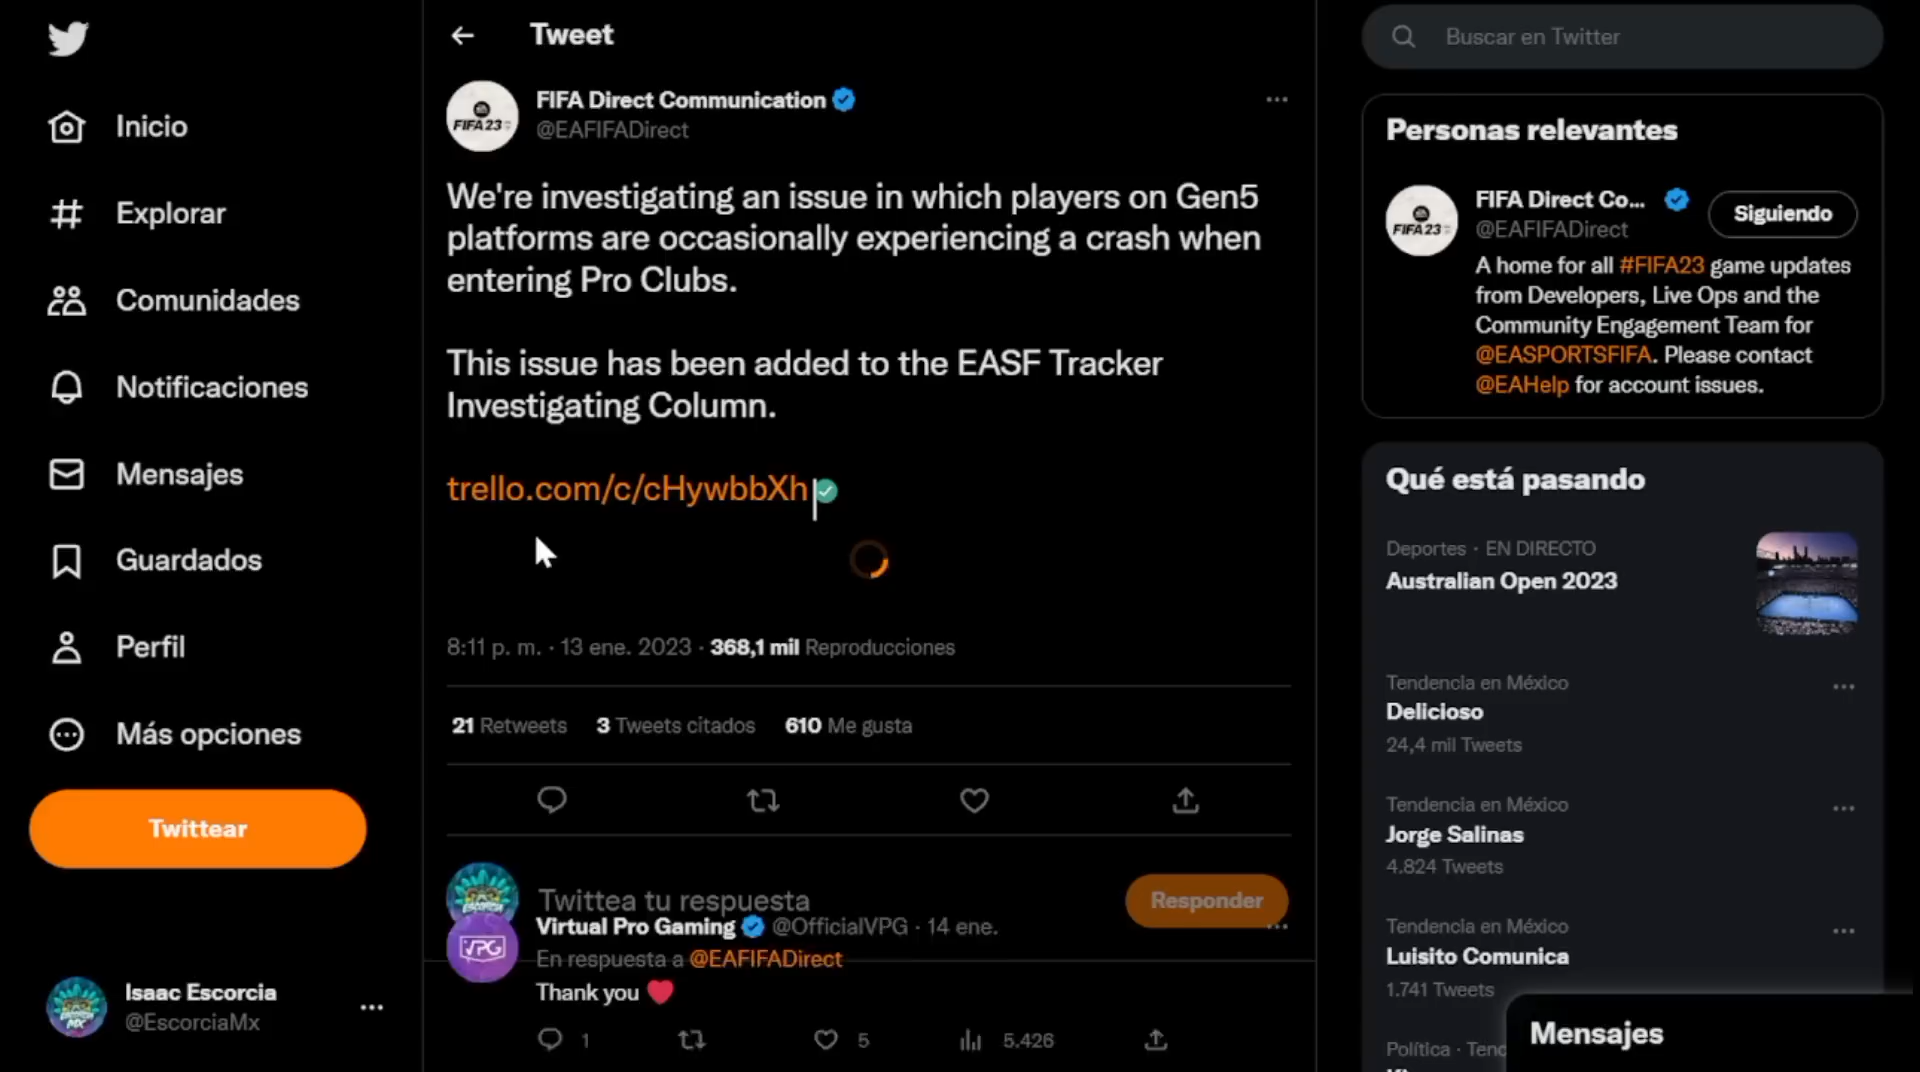 Inicio
Explorar
Comunidades
Notificaciones
Mensajes
Guardados
Perfil
Más opciones
Twittear
Isaac Escorcia
@EscorciaMx
Tweet
FIFA Direct Communication
@EAFIFADirect
FIFA 23
We're investigating an issue in which players on Gen5
platforms are occasionally experiencing a crash when
entering Pro Clubs.
This issue has been added to the EASF Tracker
Investigating Column.
trello.com/c/cHywbbXh
8:11 p. m. · 13 ene. 2023 · 368,1 mil Reproducciones
21 Retweets 3 Tweets citados 610 Me gusta
Twittea tu respuesta
Responder
Virtual Pro Gaming @OfficialVPG · 14 ene.
VPG
En respuesta a @EAFIFADirect
Thank you
1 5 5.426
Buscar en Twitter
Personas relevantes
FIFA Direct Co...
@EAFIFADirect
Siguiendo
FIFA 23
A home for all #FIFA23 game updates
from Developers, Live Ops and the
Community Engagement Team for
@EASPORTSFIFA. Please contact
@EAHelp for account issues.
Qué está pasando
Deportes · EN DIRECTO
Australian Open 2023
Tendencia en México
Delicioso
24,4 mil Tweets
Tendencia en México
Jorge Salinas
4.824 Tweets
Tendencia en México
Luisito Comunica
1.741 Tweets
Política · Tend
Mensajes